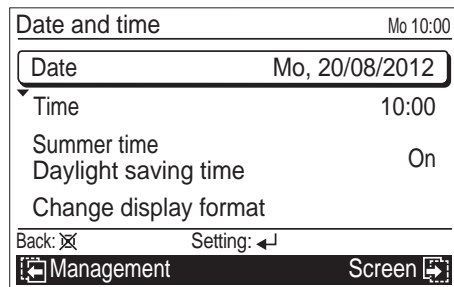 Date and time Mo 10:00
Date Mo, 20/08/2012
Time 10:00
Summer time
Daylight saving time On
Change display format
Back: Setting:
Management Screen